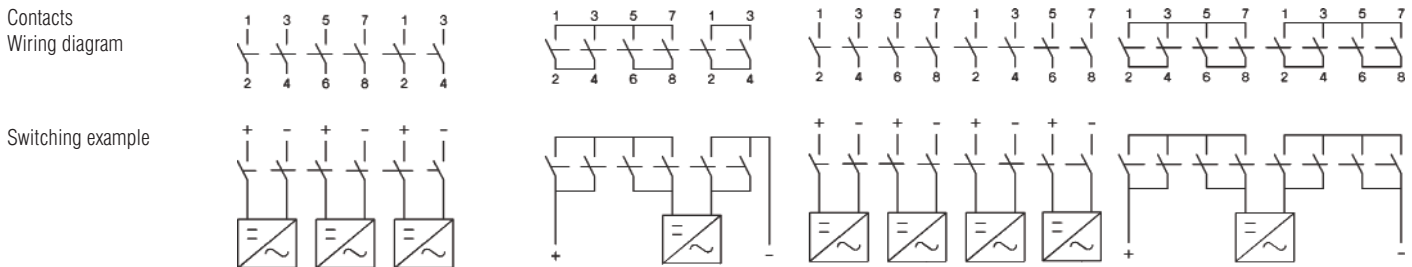 Contacts
Wiring diagram
1 3 5 7 1 3
2 4 6 8 2 4
1 3 5 7 1 3
2 4 6 8 2 4
1 3 5 7 1 3 5 7
2 4 6 8 2 4 6 8
1 3 5 7 1 3 5 7
2 4 6 8 2 4 6 8
Switching example
+ − + − + −
+ −
+ − + − + − + −
+ −